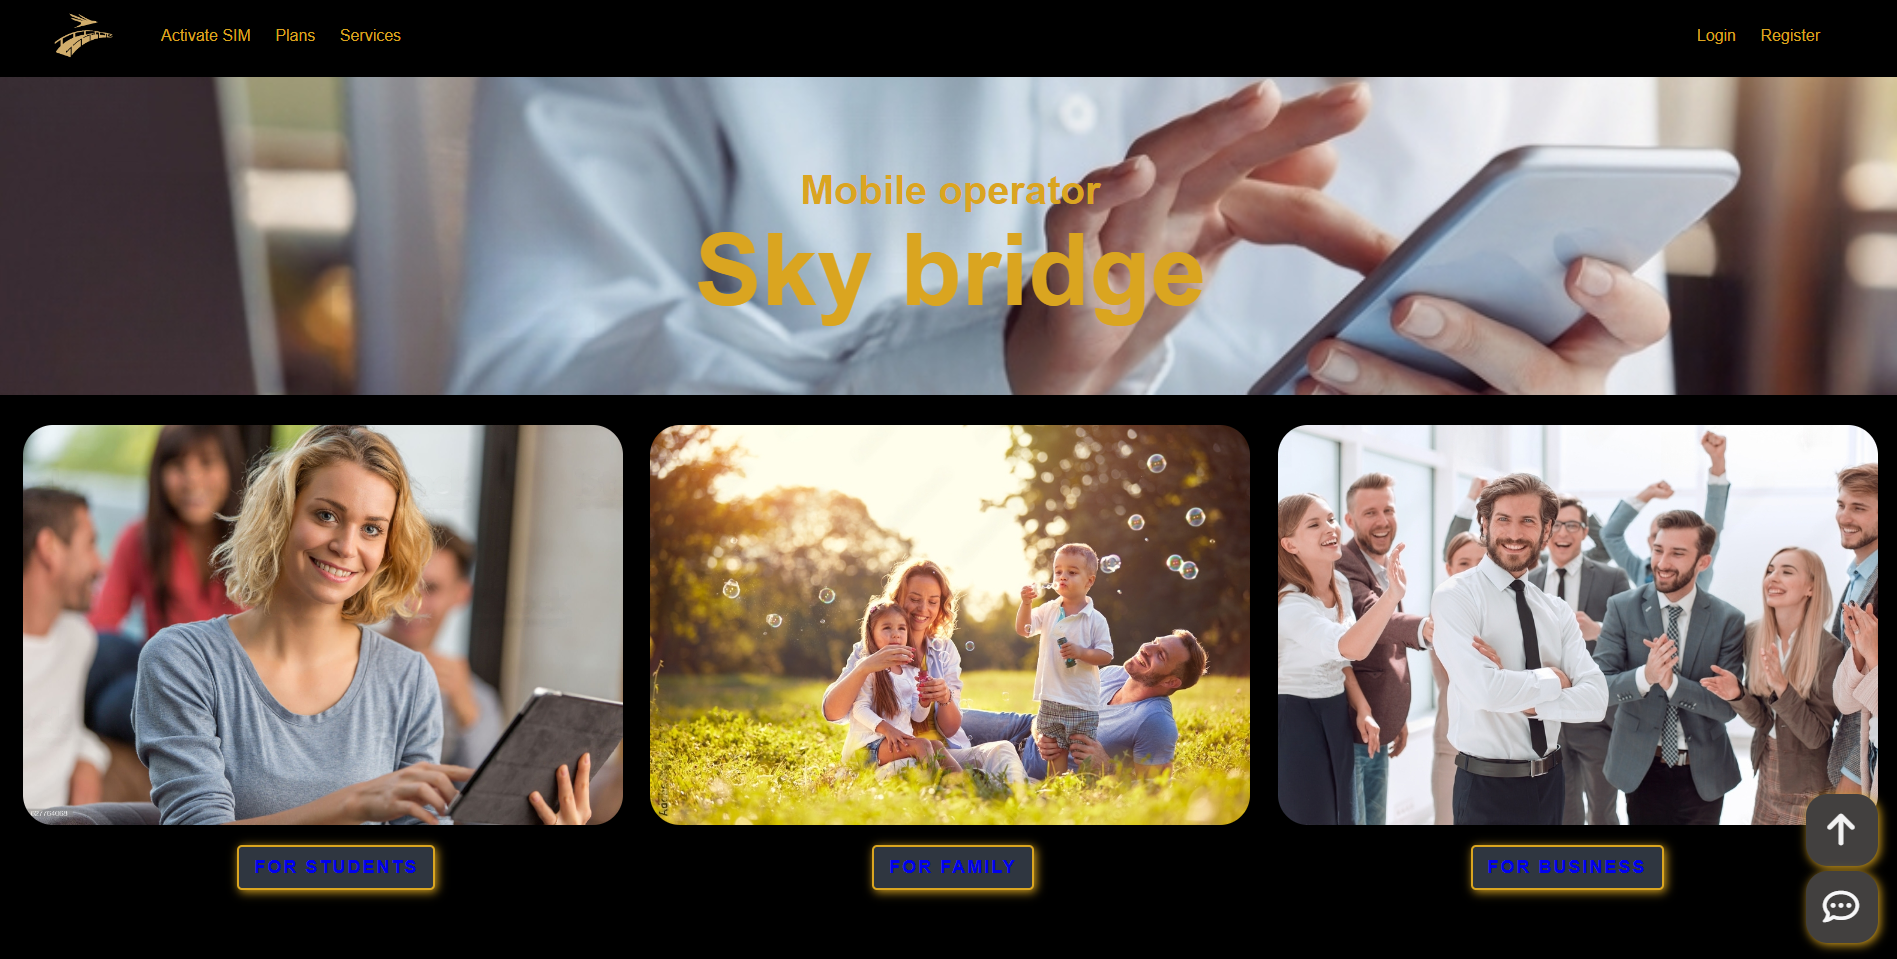 Activate SIM Plans Services Login Register
Mobile operator
Sky bridge
FOR STUDENTS FOR FAMILY FOR BUSINESS